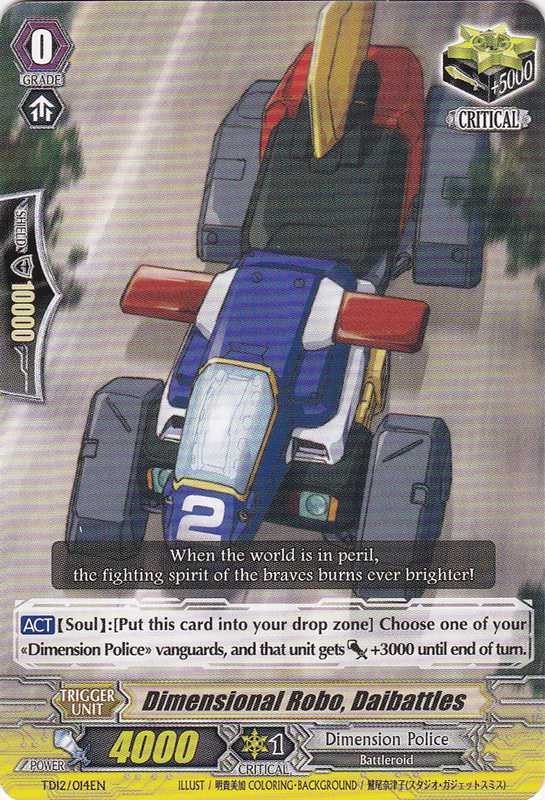 0
GRADE
+5000
CRITICAL
SHIELD
10000
2
When the world is in peril,
the fighting spirit of the braves burns ever brighter!
ACT【Soul】:[Put this card into your drop zone] Choose one of your
«Dimension Police» vanguards, and that unit gets +3000 until end of turn.
TRIGGER
UNIT
Dimensional Robo, Daibattles
POWER
4000
1
CRITICAL
Dimension Police
Battleroid
TD12/014EN
ILLUST / 明貴美加 COLORING・BACKGROUND / 鷲尾奈津子(スタジオ・ガジェットスミス)